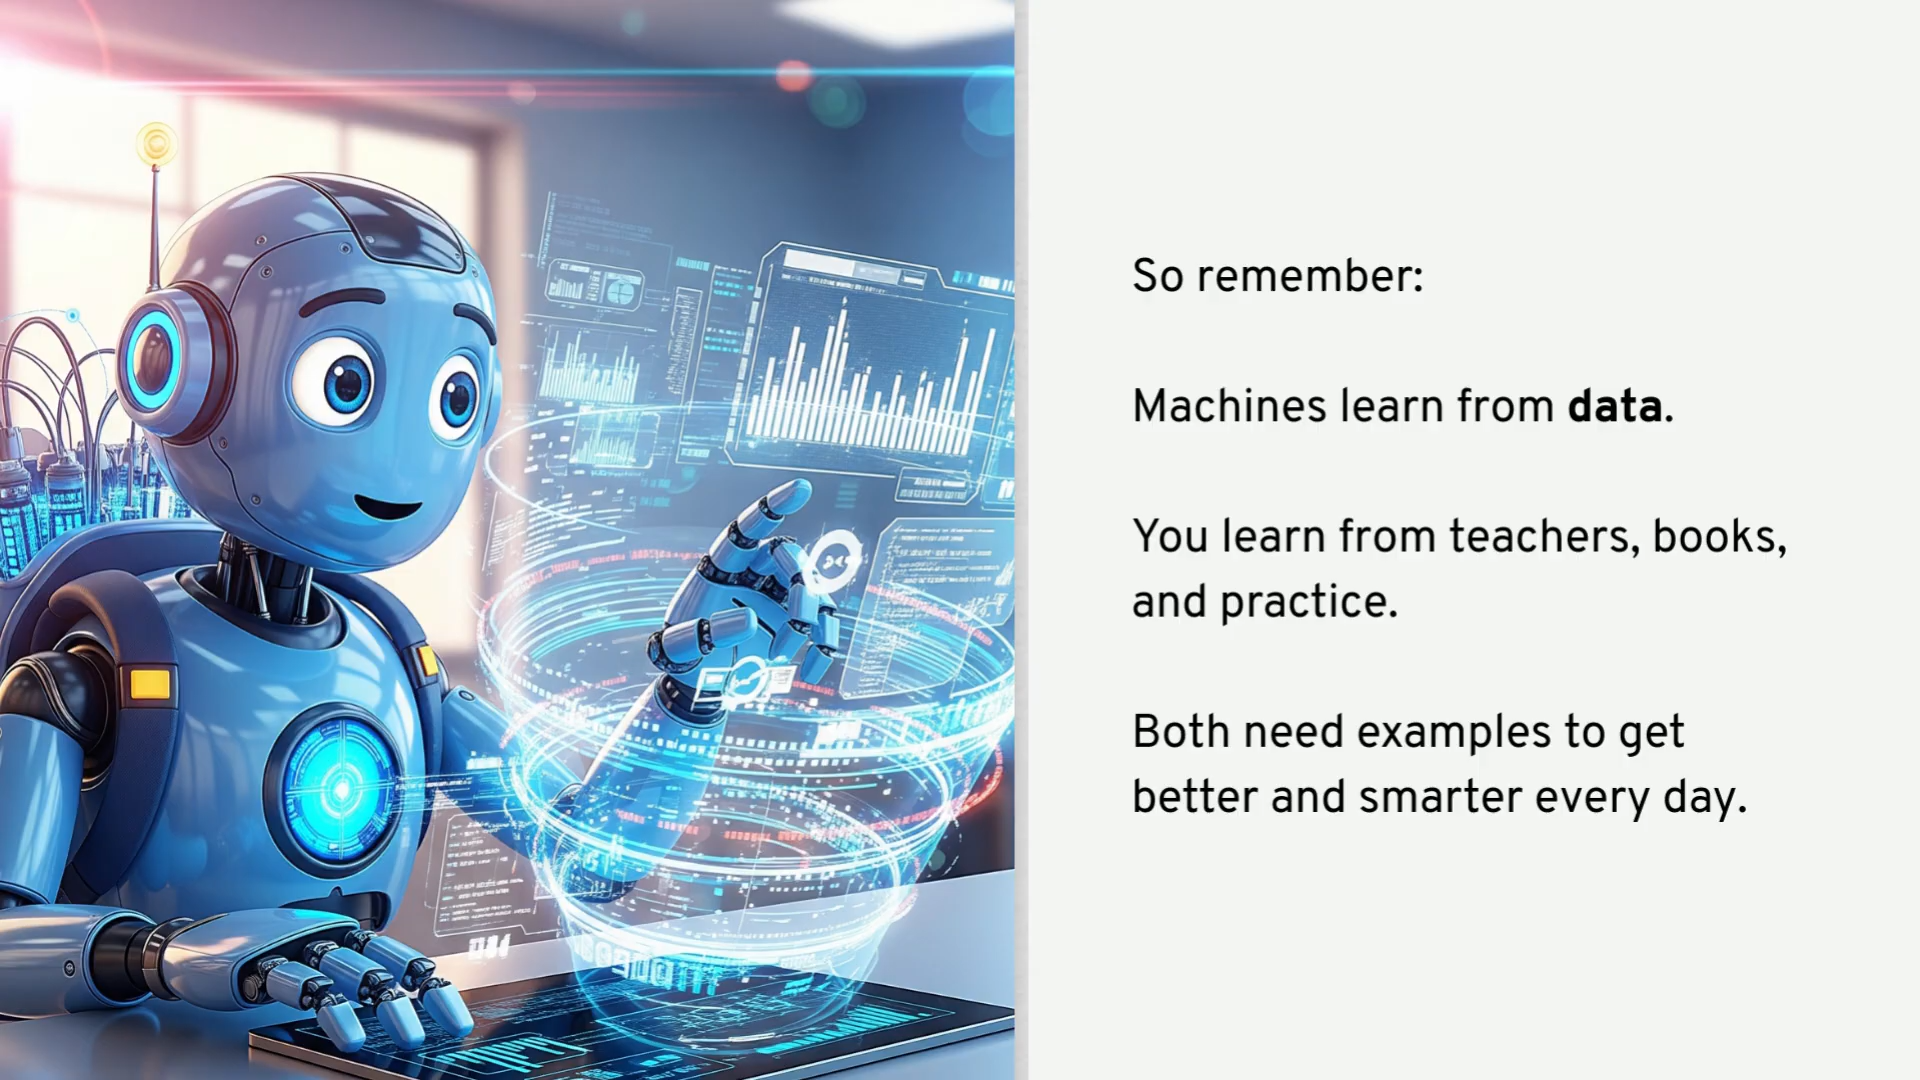 So remember:
Machines learn from data.
You learn from teachers, books,
and practice.
Both need examples to get
better and smarter every day.